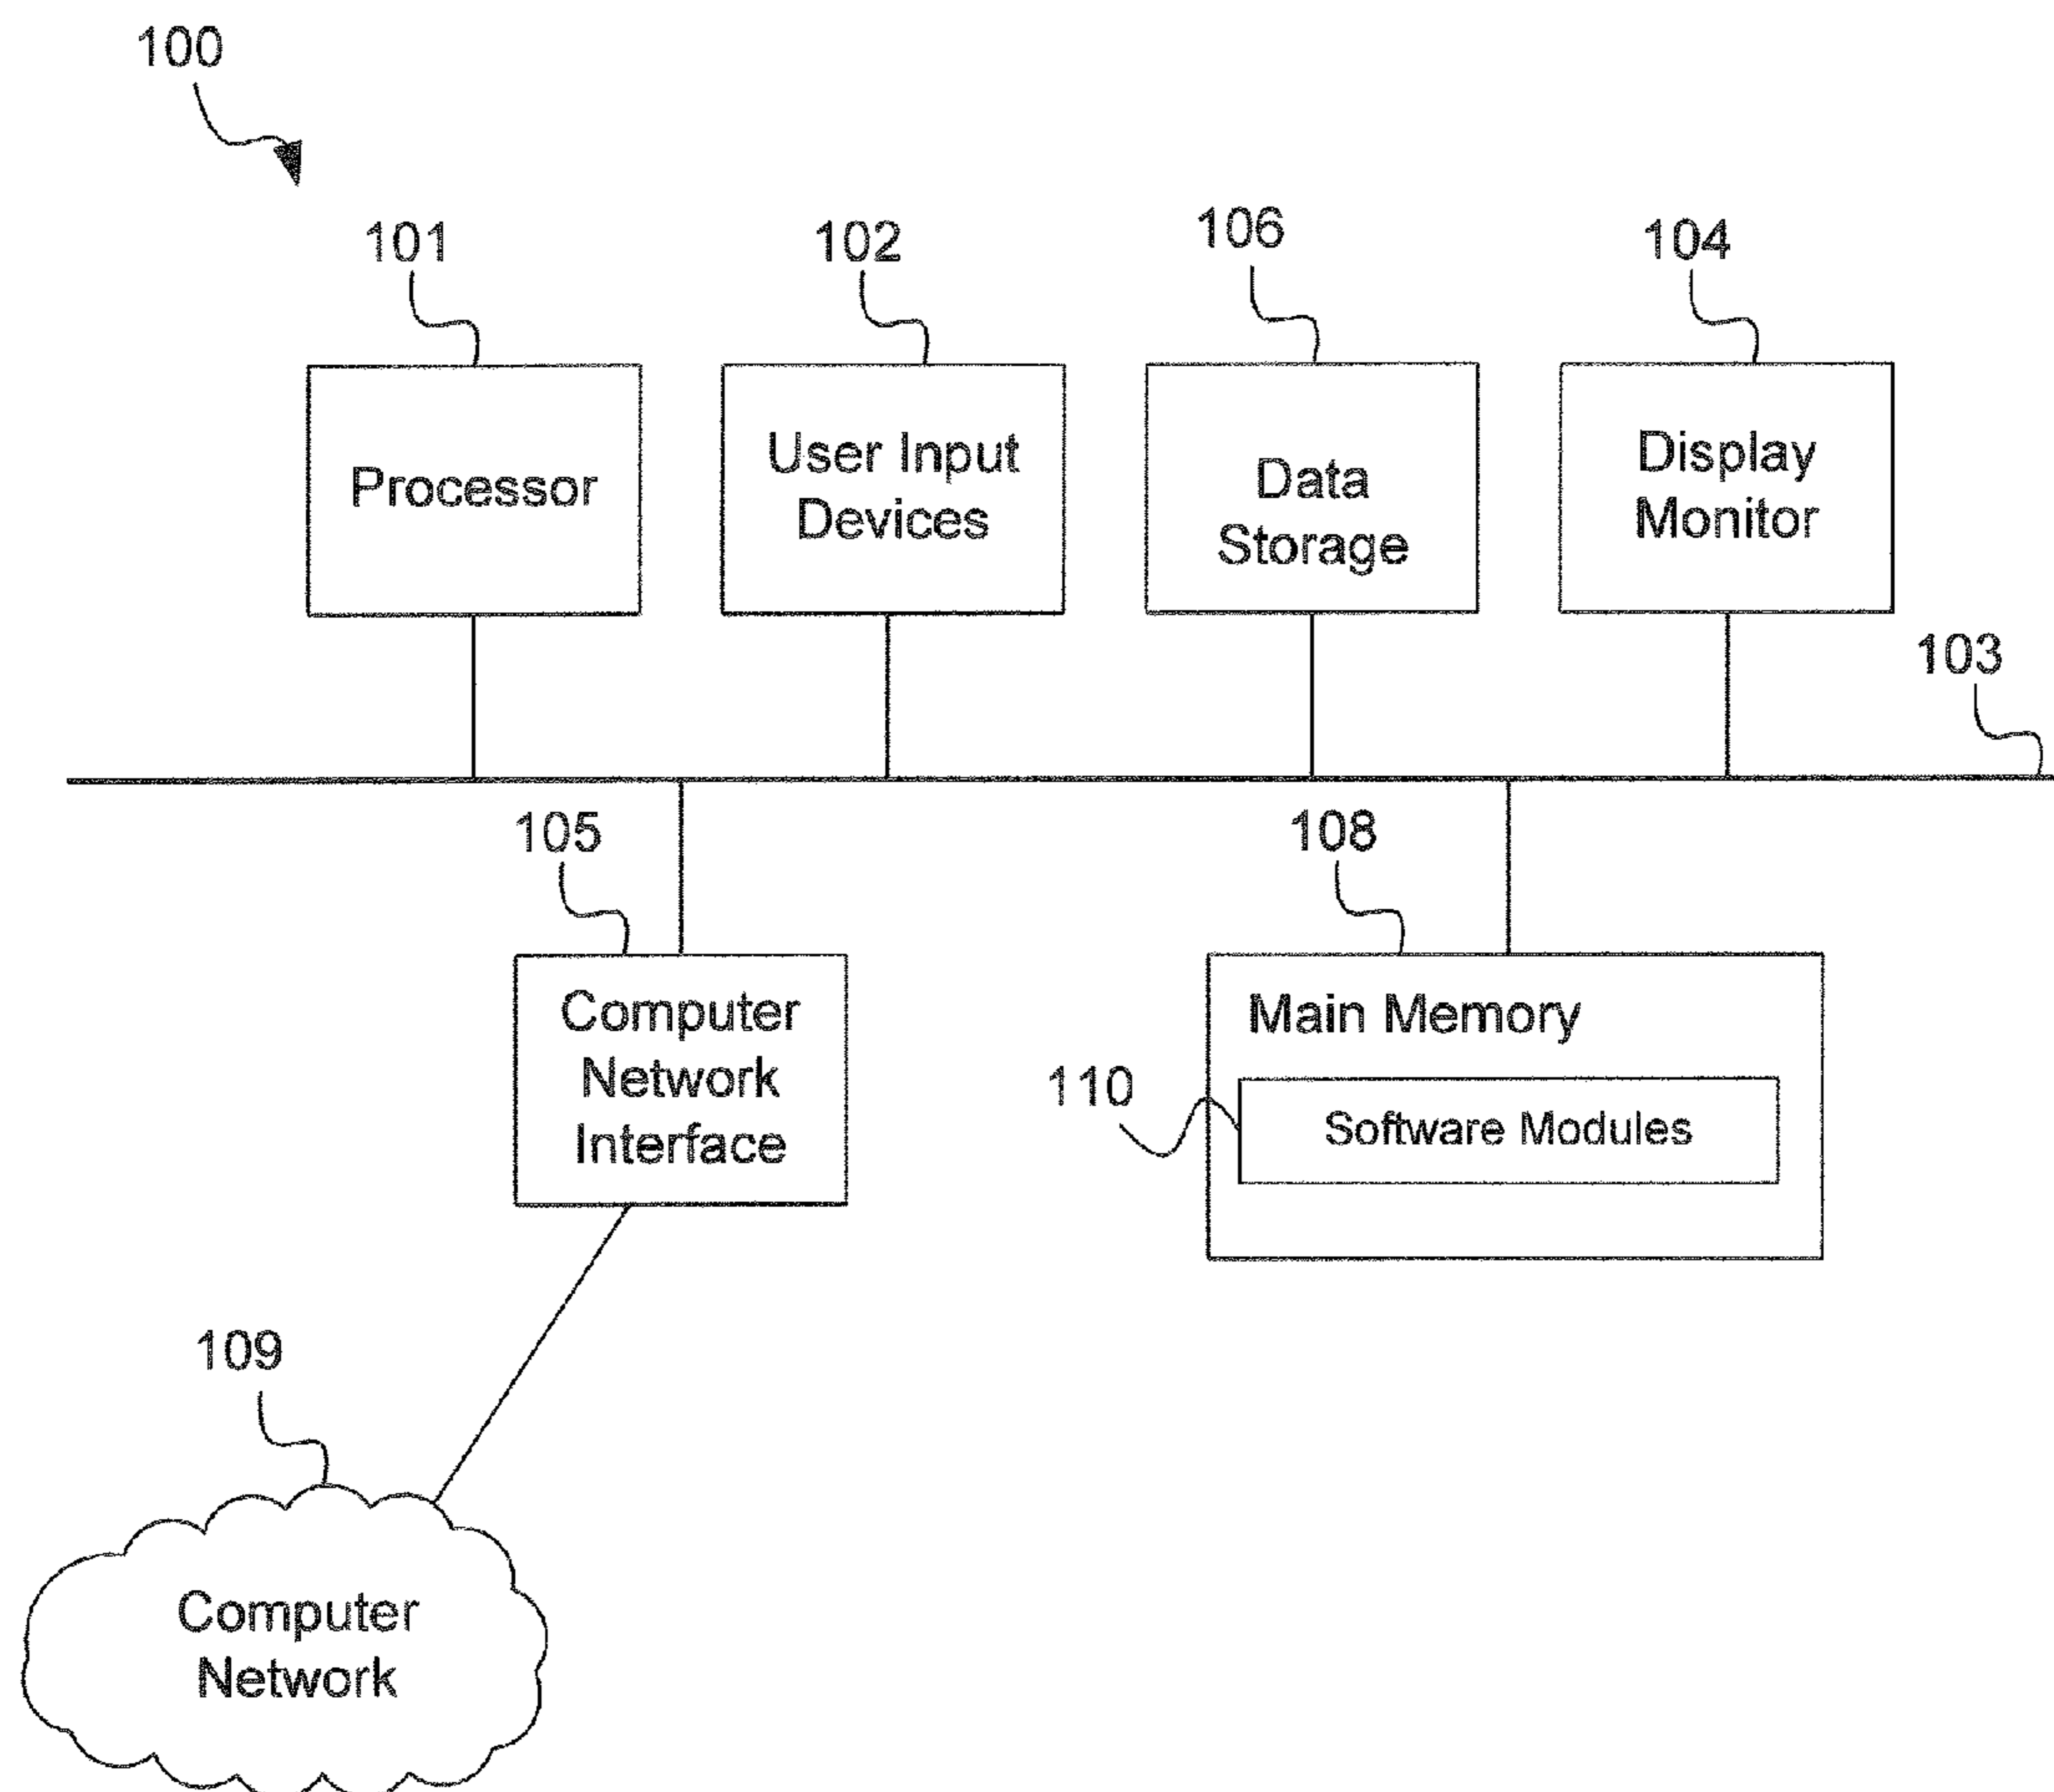 100
101
102
106
104
Processor
User Input
Devices
Data
Storage
Display
Monitor
103
105
108
Computer
Network
Interface
Main Memory
110
Software Modules
109
Computer
Network